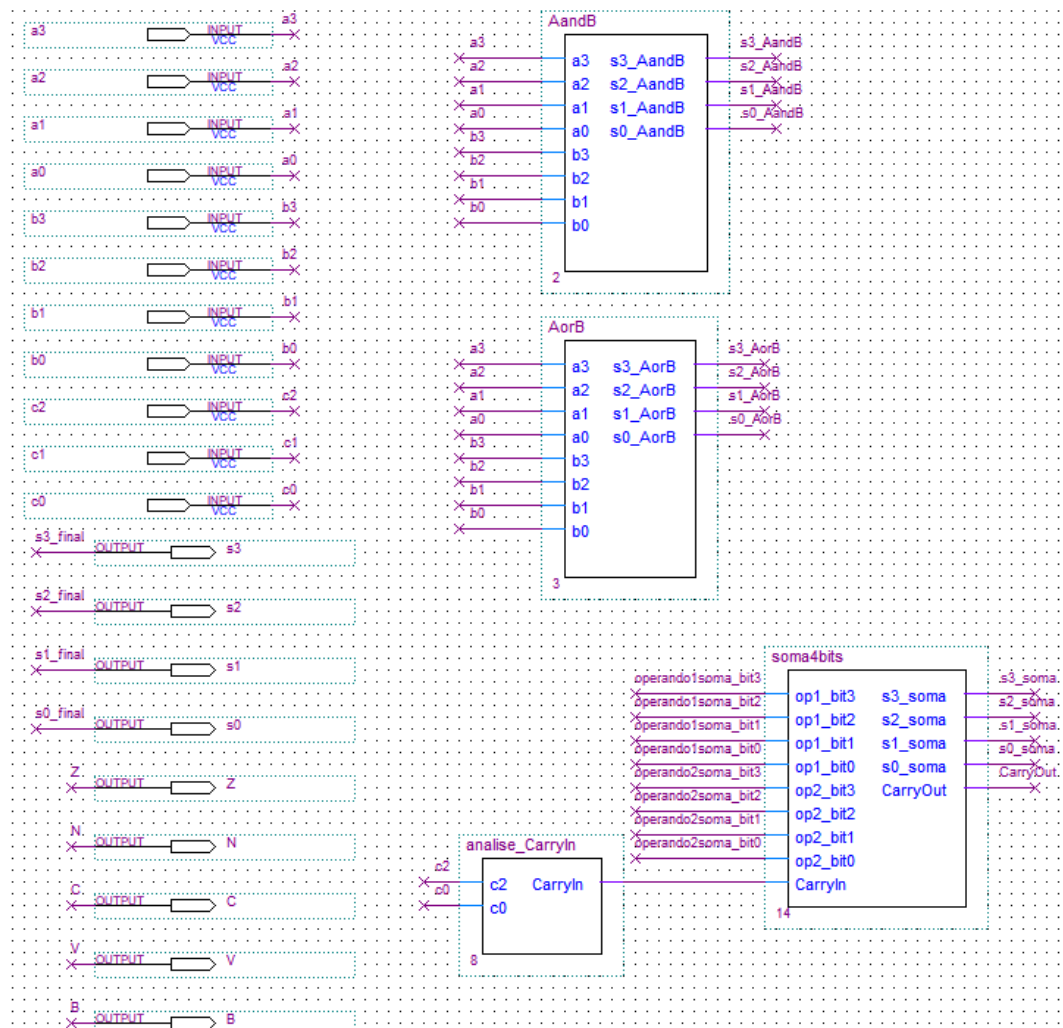 a3 INPUT VCC a3
a2 INPUT VCC a2
a1 INPUT VCC a1
a0 INPUT VCC a0
b3 INPUT VCC b3
b2 INPUT VCC b2
b1 INPUT VCC b1
b0 INPUT VCC b0
c2 INPUT VCC c2
c1 INPUT VCC c1
c0 INPUT VCC c0
s3_final OUTPUT s3
s2_final OUTPUT s2
s1_final OUTPUT s1
s0_final OUTPUT s0
Z OUTPUT Z
N OUTPUT N
C OUTPUT C
V OUTPUT V
B OUTPUT B
AandB
a3 a3 s3_AandB s3_AandB
a2 a2 s2_AandB s2_AandB
a1 a1 s1_AandB s1_AandB
a0 a0 s0_AandB s0_AandB
b3 b3
b2 b2
b1 b1
b0 b0
2
AorB
a3 a3 s3_AorB s3_AorB
a2 a2 s2_AorB s2_AorB
a1 a1 s1_AorB s1_AorB
a0 a0 s0_AorB s0_AorB
b3 b3
b2 b2
b1 b1
b0 b0
3
soma4bits
operando1soma_bit3 op1_bit3 s3_soma s3_soma
operando1soma_bit2 op1_bit2 s2_soma s2_soma
operando1soma_bit1 op1_bit1 s1_soma s1_soma
operando1soma_bit0 op1_bit0 s0_soma s0_soma
operando2soma_bit3 op2_bit3 CarryOut CarryOut
operando2soma_bit2 op2_bit2
operando2soma_bit1 op2_bit1
operando2soma_bit0 op2_bit0
CarryIn
14
analise_CarryIn
c2 c2 CarryIn
c0 c0
8